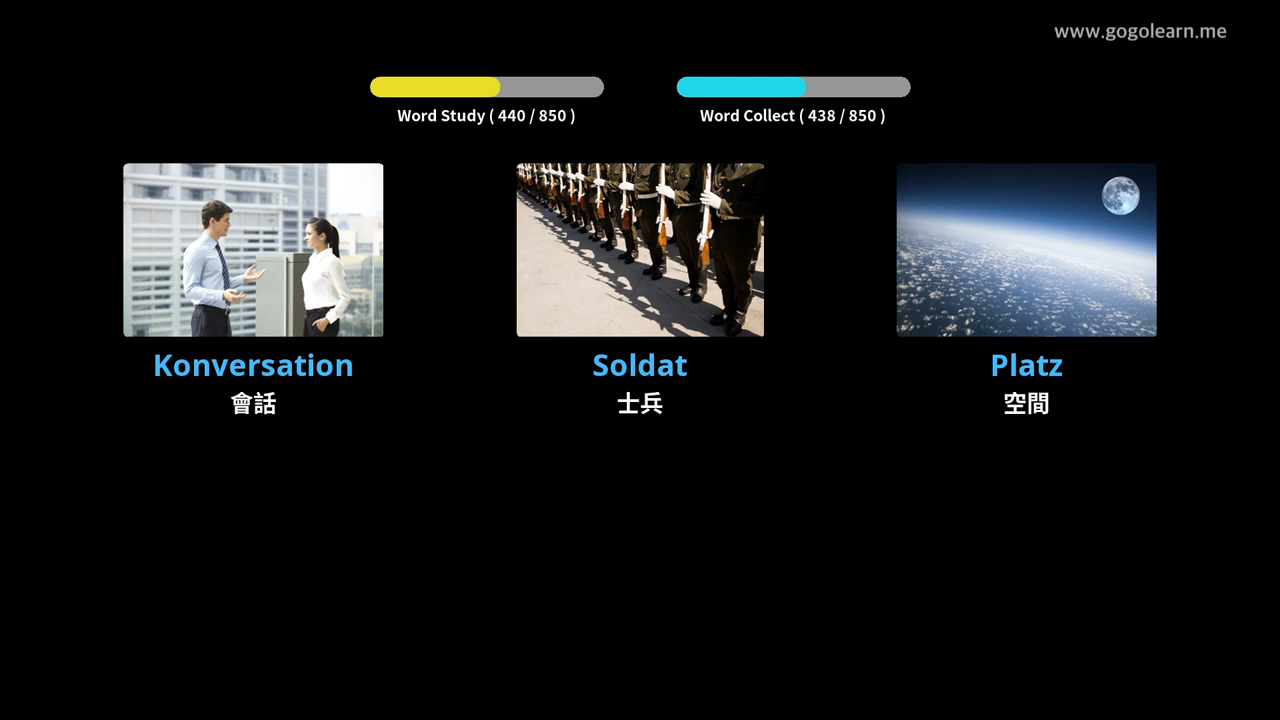 www.gogolearn.me
Word Study ( 440 / 850 )
Word Collect ( 438 / 850 )
Konversation
會話
Soldat
士兵
Platz
空間